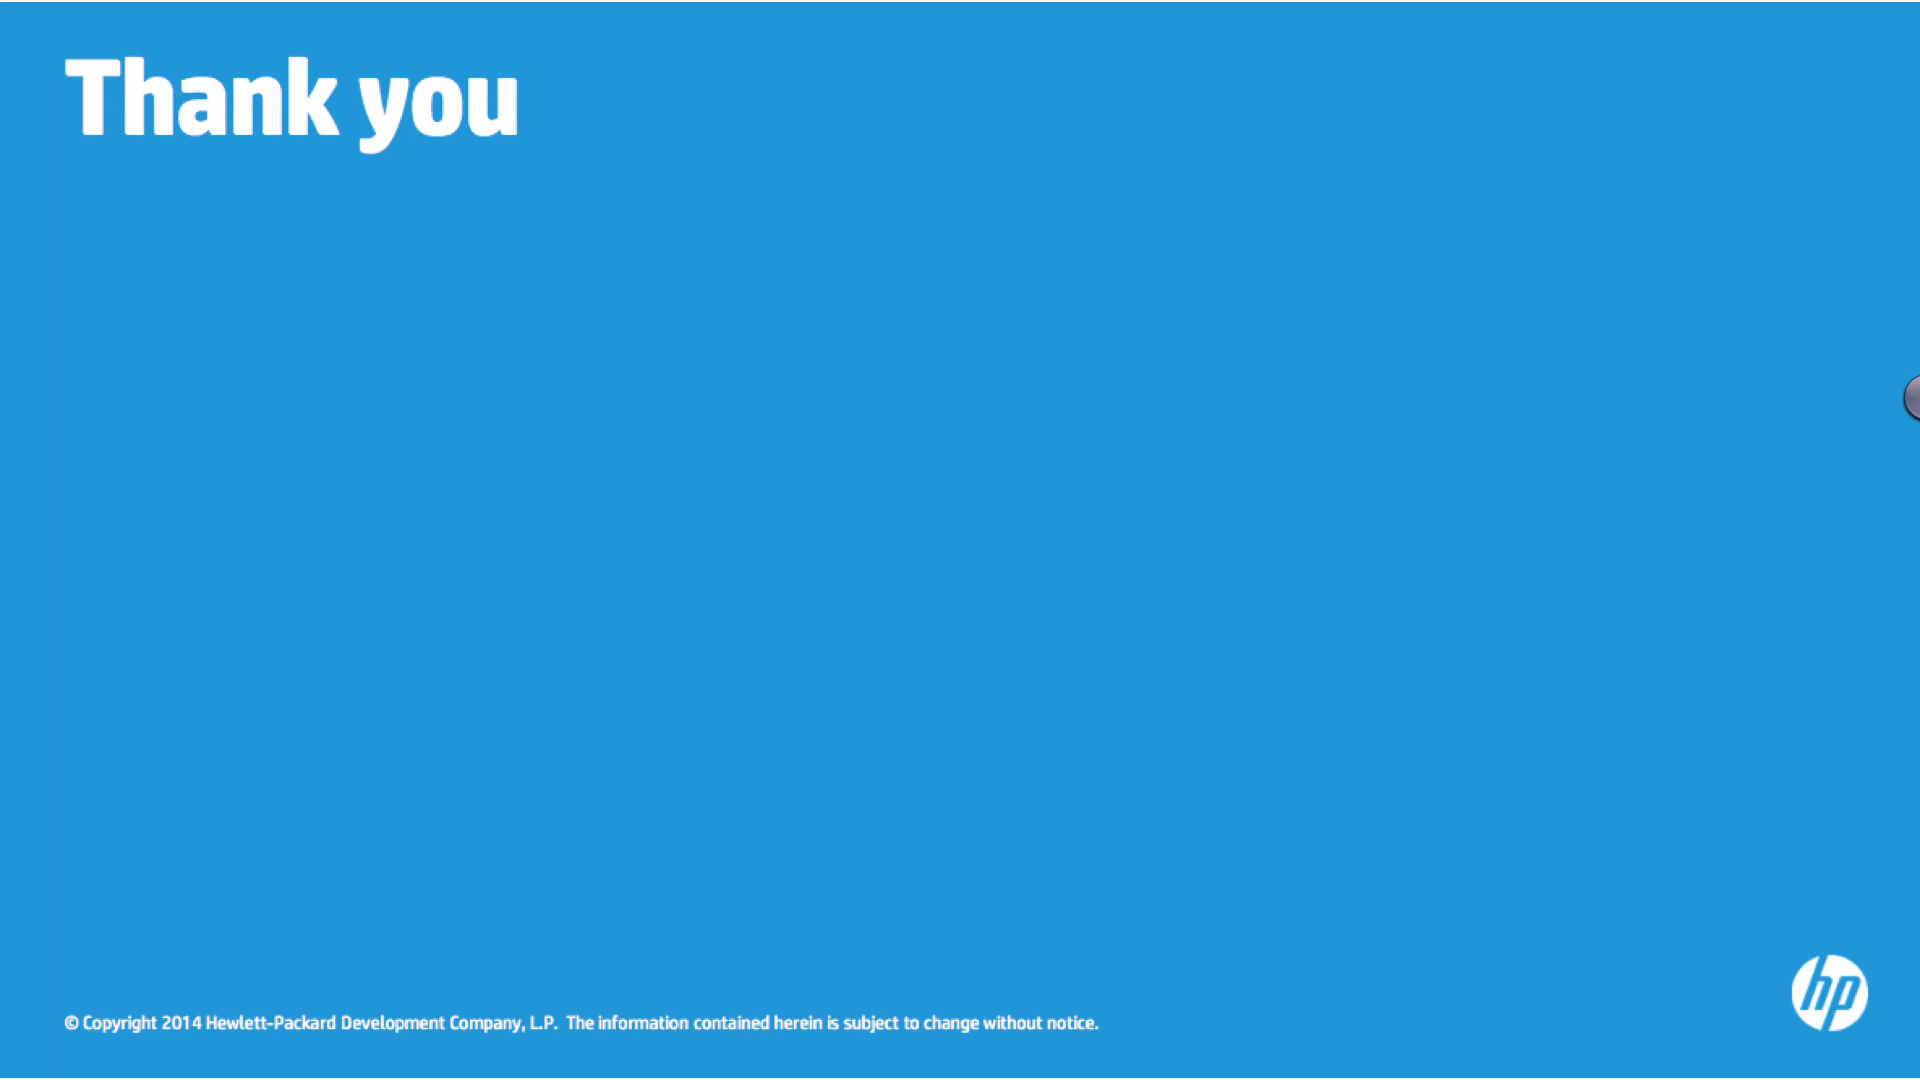 Thank you
© Copyright 2014 Hewlett-Packard Development Company, L.P. The information contained herein is subject to change without notice.
hp